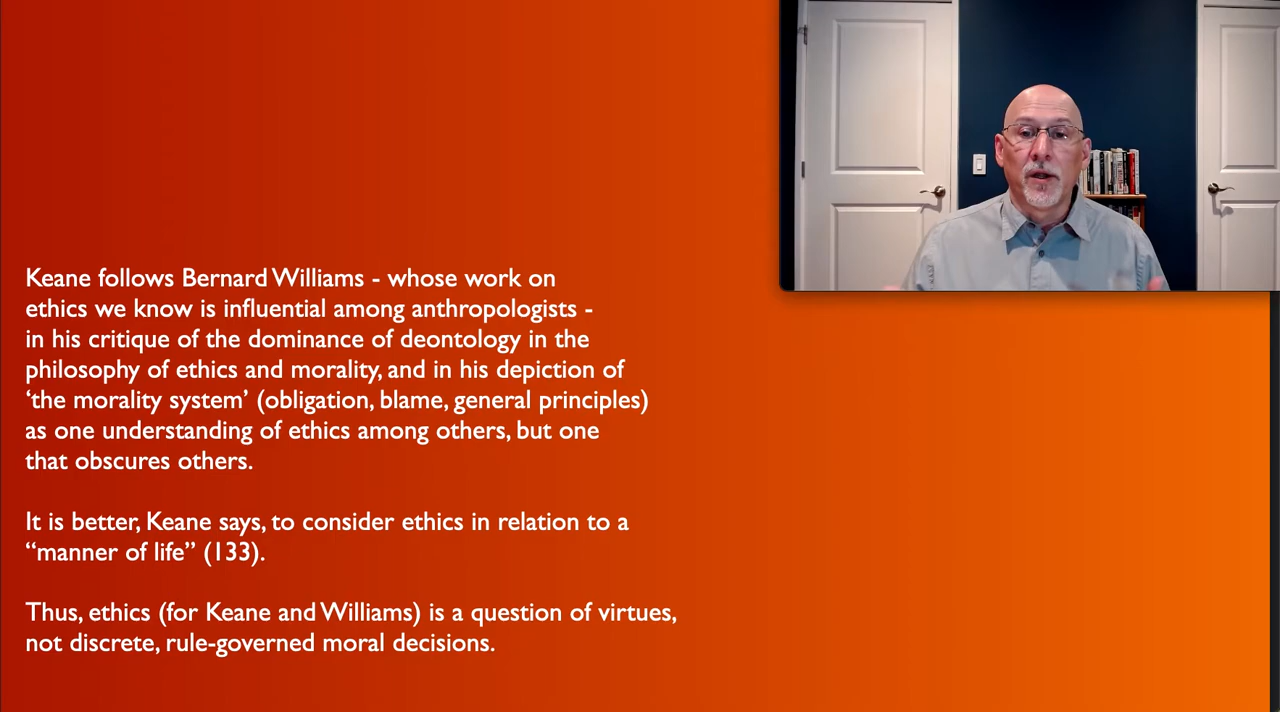 Keane follows Bernard Williams - whose work on
ethics we know is influential among anthropologists -
in his critique of the dominance of deontology in the
philosophy of ethics and morality, and in his depiction of
‘the morality system’ (obligation, blame, general principles)
as one understanding of ethics among others, but one
that obscures others.
It is better, Keane says, to consider ethics in relation to a
“manner of life” (133).
Thus, ethics (for Keane and Williams) is a question of virtues,
not discrete, rule-governed moral decisions.